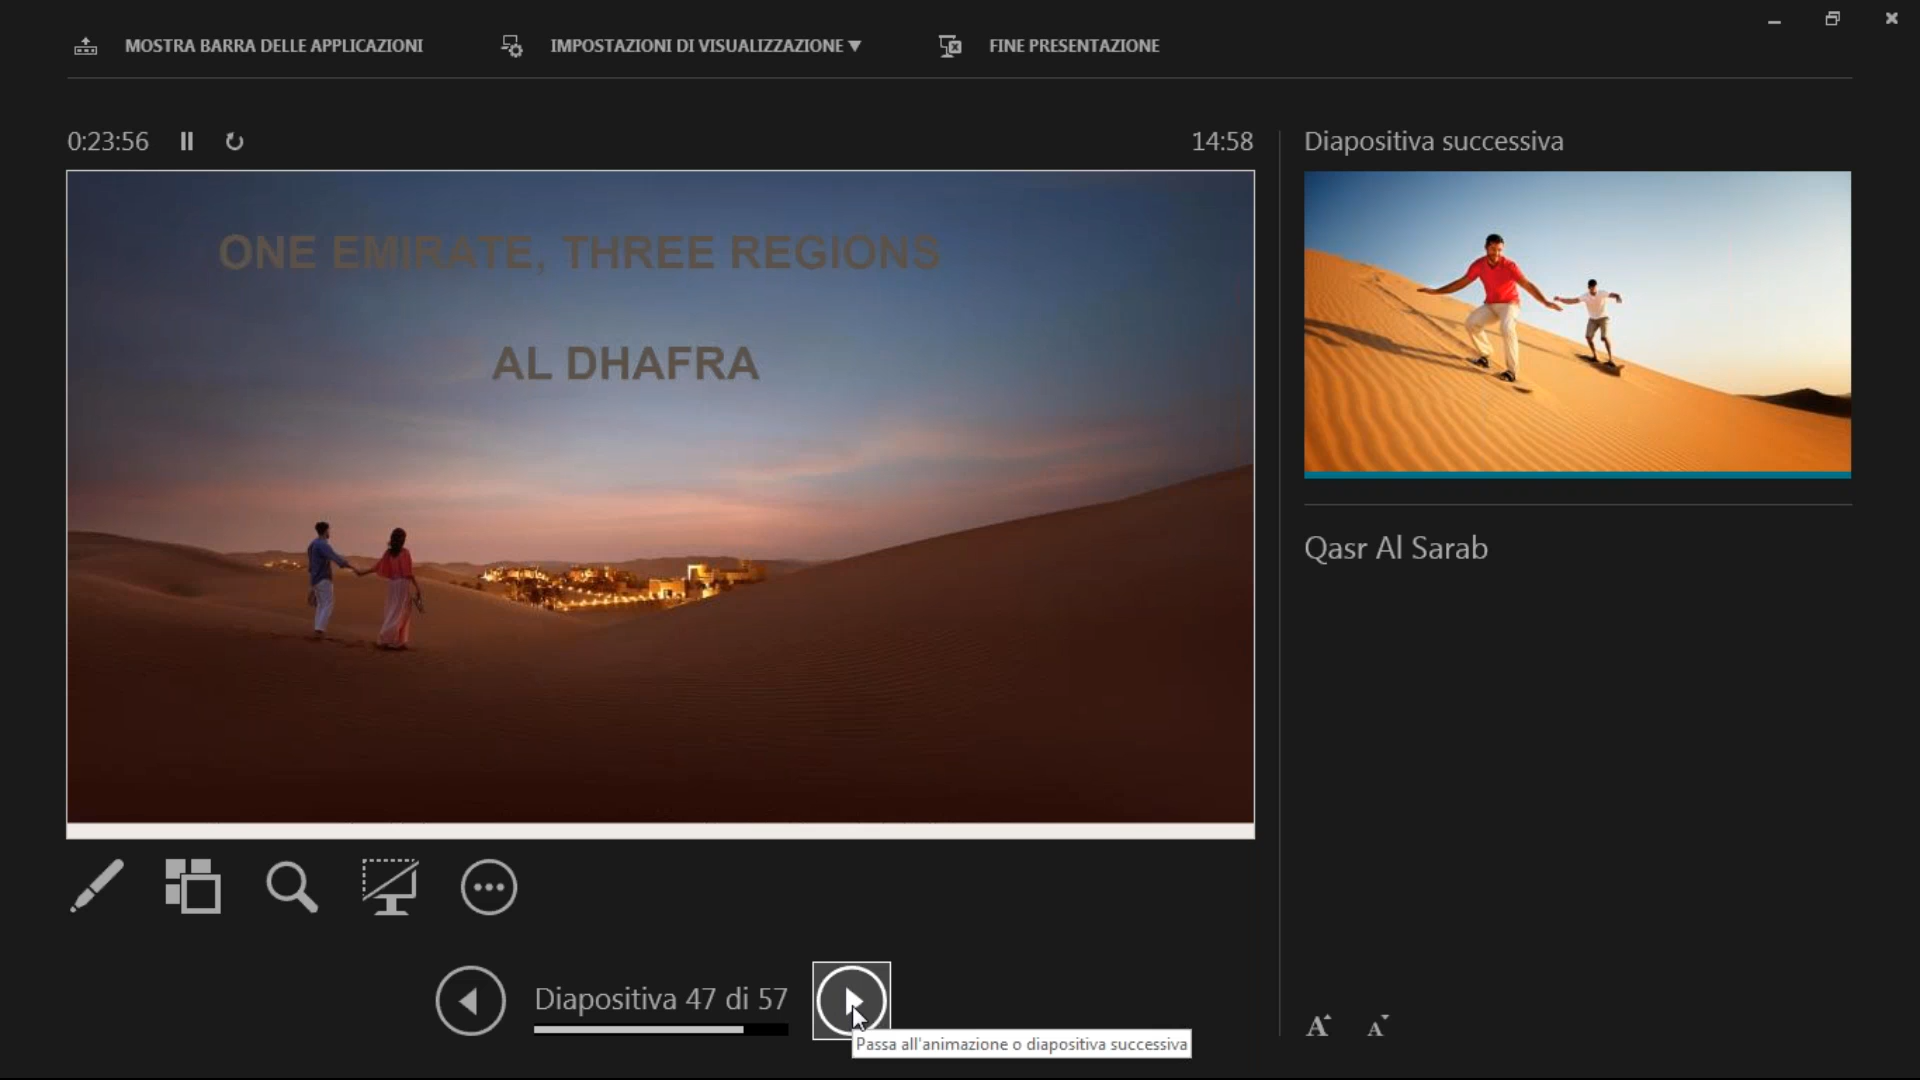 MOSTRA BARRA DELLE APPLICAZIONI
IMPOSTAZIONI DI VISUALIZZAZIONE ▼
FINE PRESENTAZIONE
0:23:56
14:58
Diapositiva successiva
ONE EMIRATE, THREE REGIONS
AL DHAFRA
Qasr Al Sarab
Diapositiva 47 di 57
Passa all'animazione o diapositiva successiva
A A